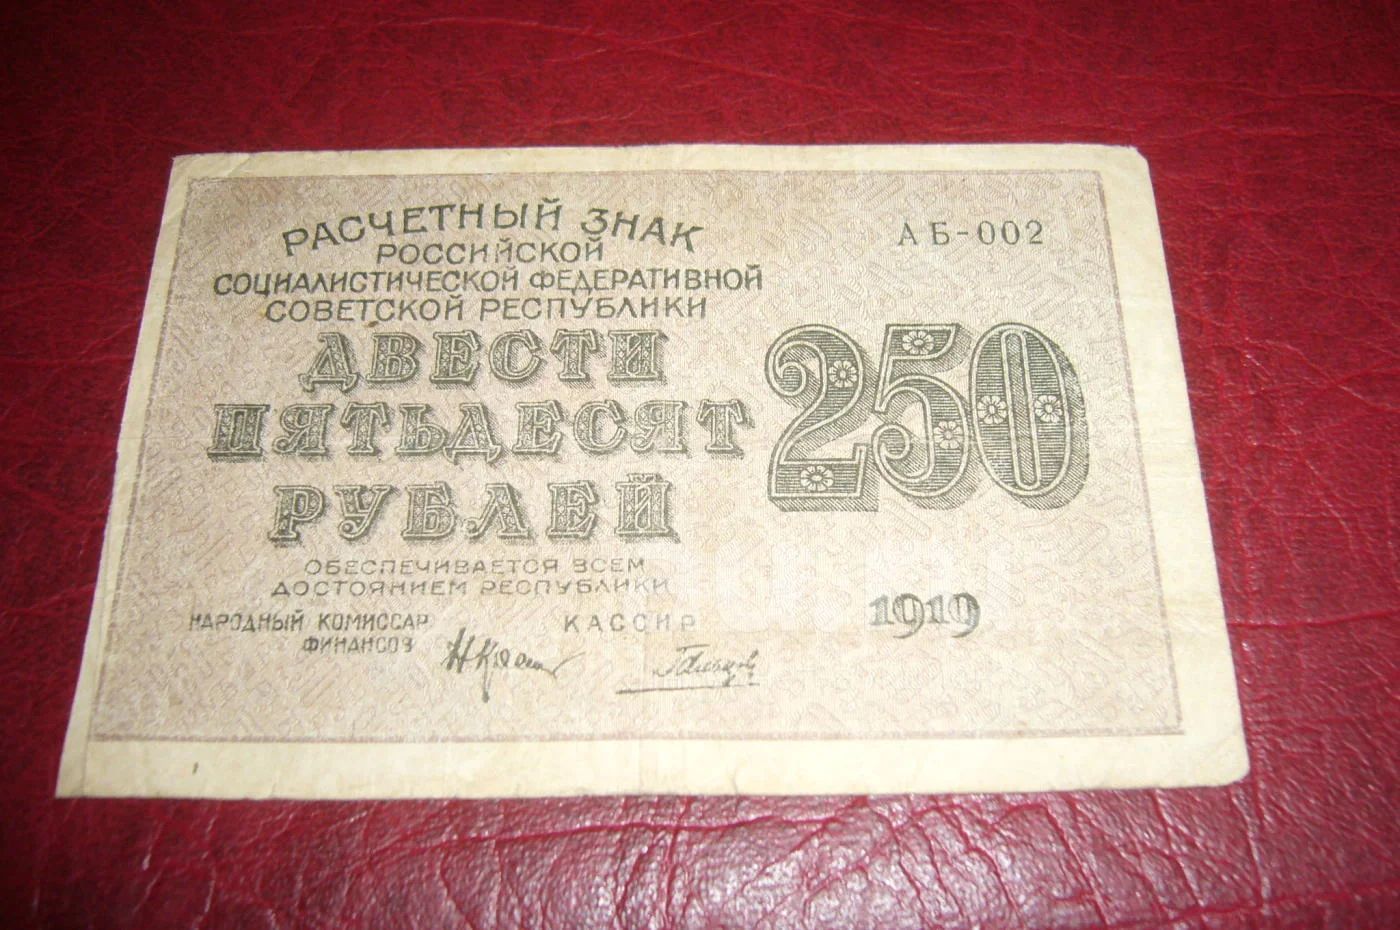 РАСЧЕТНЫЙ ЗНАК
РОССИЙСКОЙ
СОЦИАЛИСТИЧЕСКОЙ ФЕДЕРАТИВНОЙ
СОВЕТСКОЙ РЕСПУБЛИКИ
АБ-002
ДВЕСТИ
ПЯТЬДЕСЯТ
РУБЛЕЙ
250
ОБЕСПЕЧИВАЕТСЯ ВСЕМ
ДОСТОЯНИЕМ РЕСПУБЛИКИ
НАРОДНЫЙ КОМИССАР
ФИНАНСОВ
КАССИР
1919